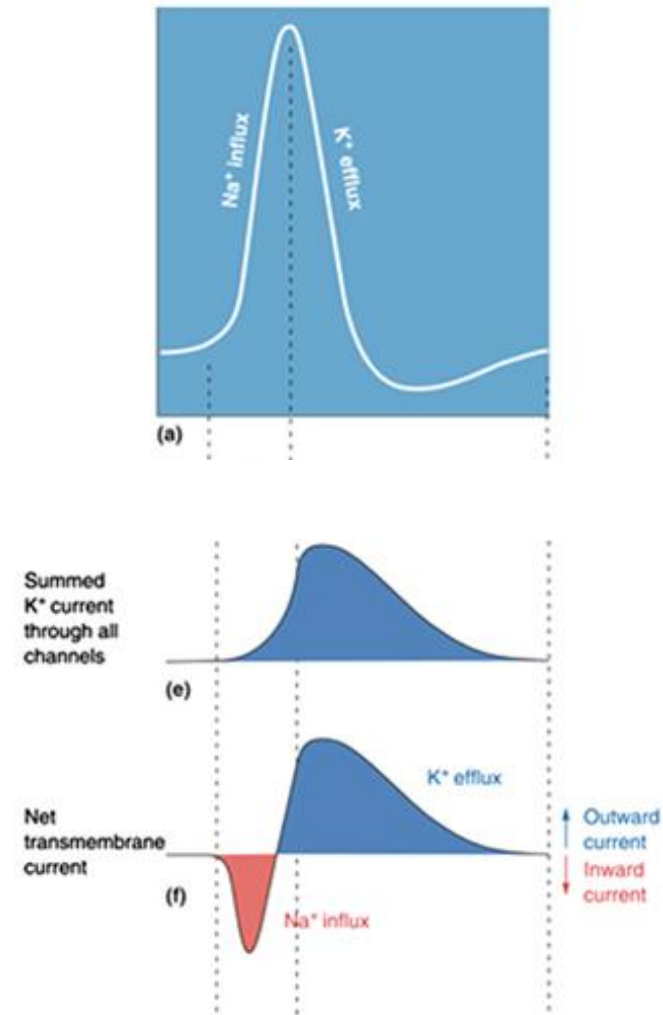 Na⁺ influx
K⁺ efflux
(a)
Summed
K⁺ current
through all
channels
(e)
K⁺ efflux
Net
transmembrane
current
Outward
current
Inward
current
(f)
Na⁺ influx